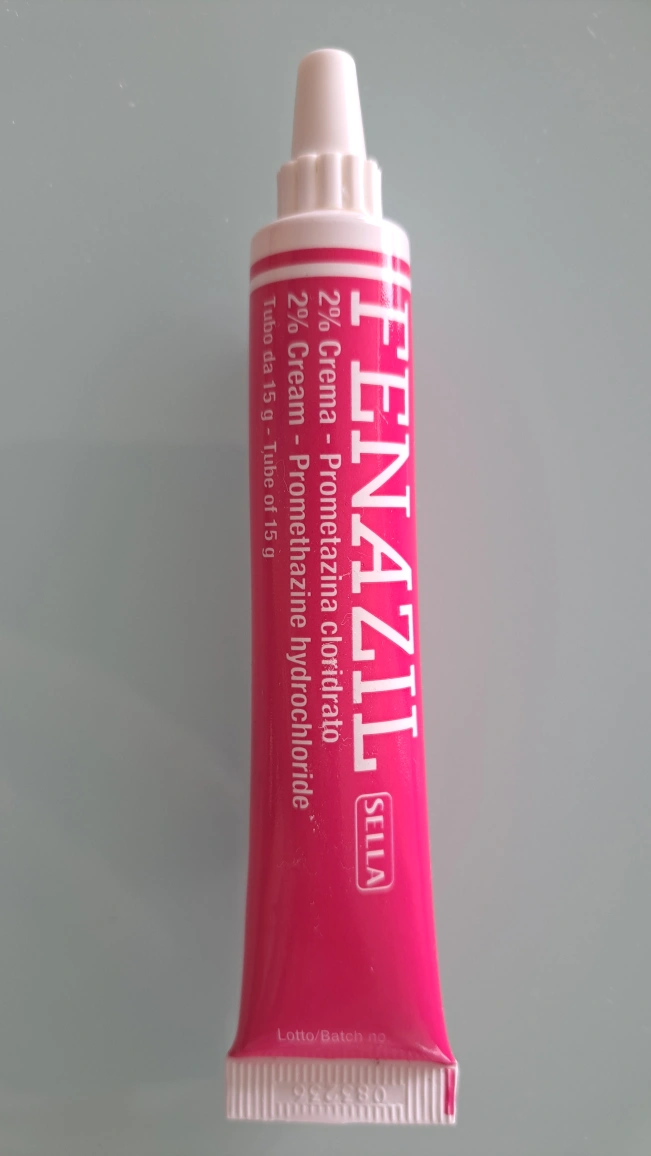 FENAZIL
SELLA
2% Crema - Prometazina cloridrato
2% Cream - Promethazine hydrochloride
Tubo da 15 g - Tube of 15 g
Lotto/Batch no